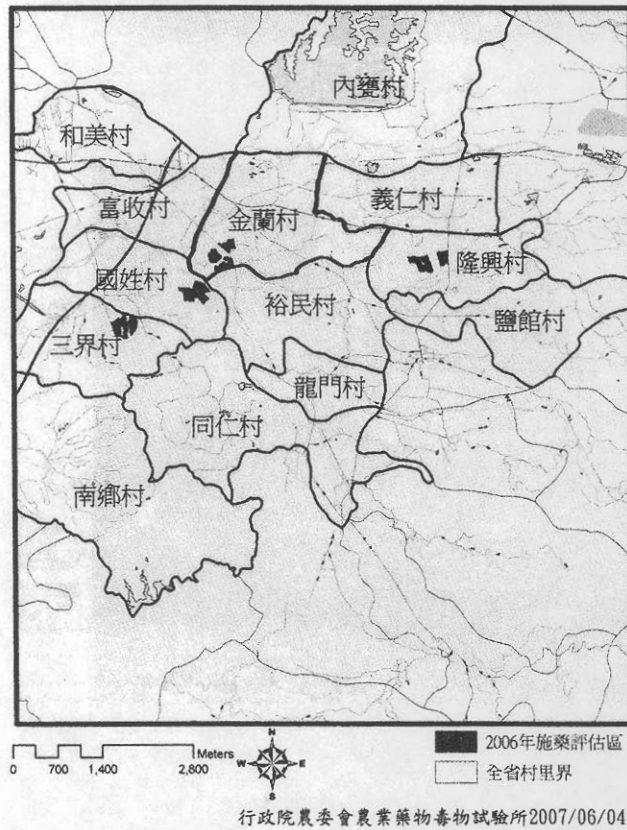 內甕村
和美村
義仁村
富收村
金蘭村
隆興村
國姓村
裕民村
鹽館村
三界村
龍門村
同仁村
南鄉村
Meters
0 700 1,400 2,800
N
W E
S
2006年施藥評估區
全省村里界
行政院農委會農業藥物毒物試驗所2007/06/04